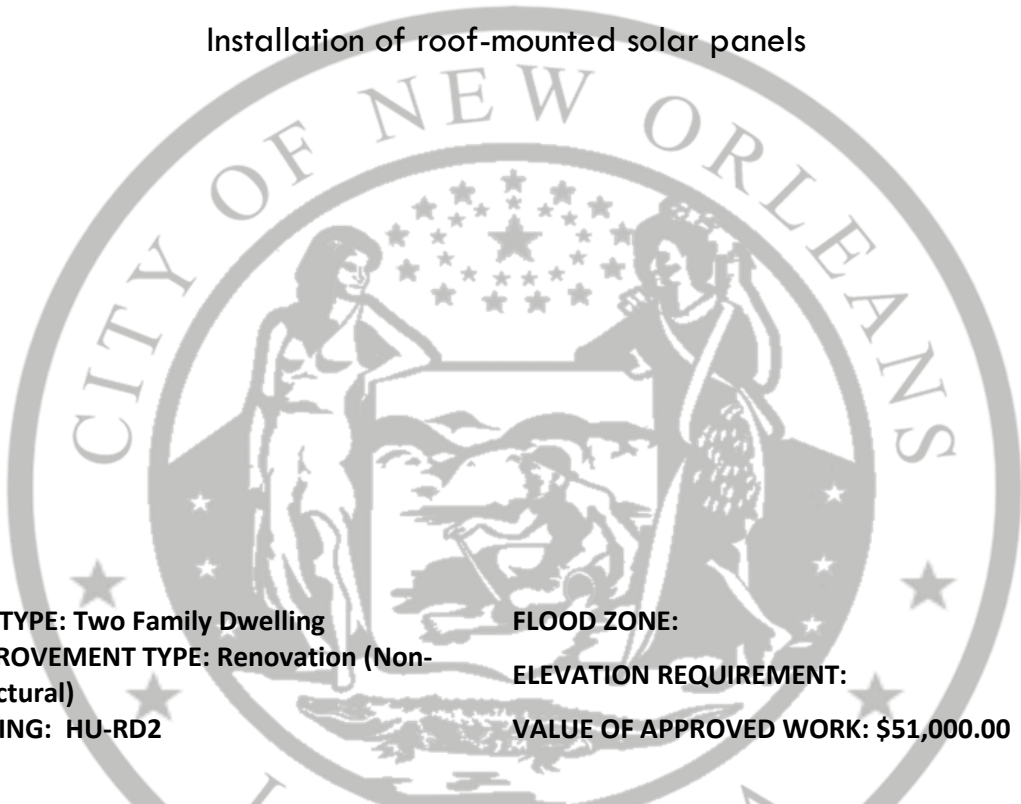 Installation of roof-mounted solar panels
CITY OF NEW ORLEANS
TYPE: Two Family Dwelling
ROVEMENT TYPE: Renovation (Non-
ctural)
ING: HU-RD2
FLOOD ZONE:
ELEVATION REQUIREMENT:
VALUE OF APPROVED WORK: $51,000.00